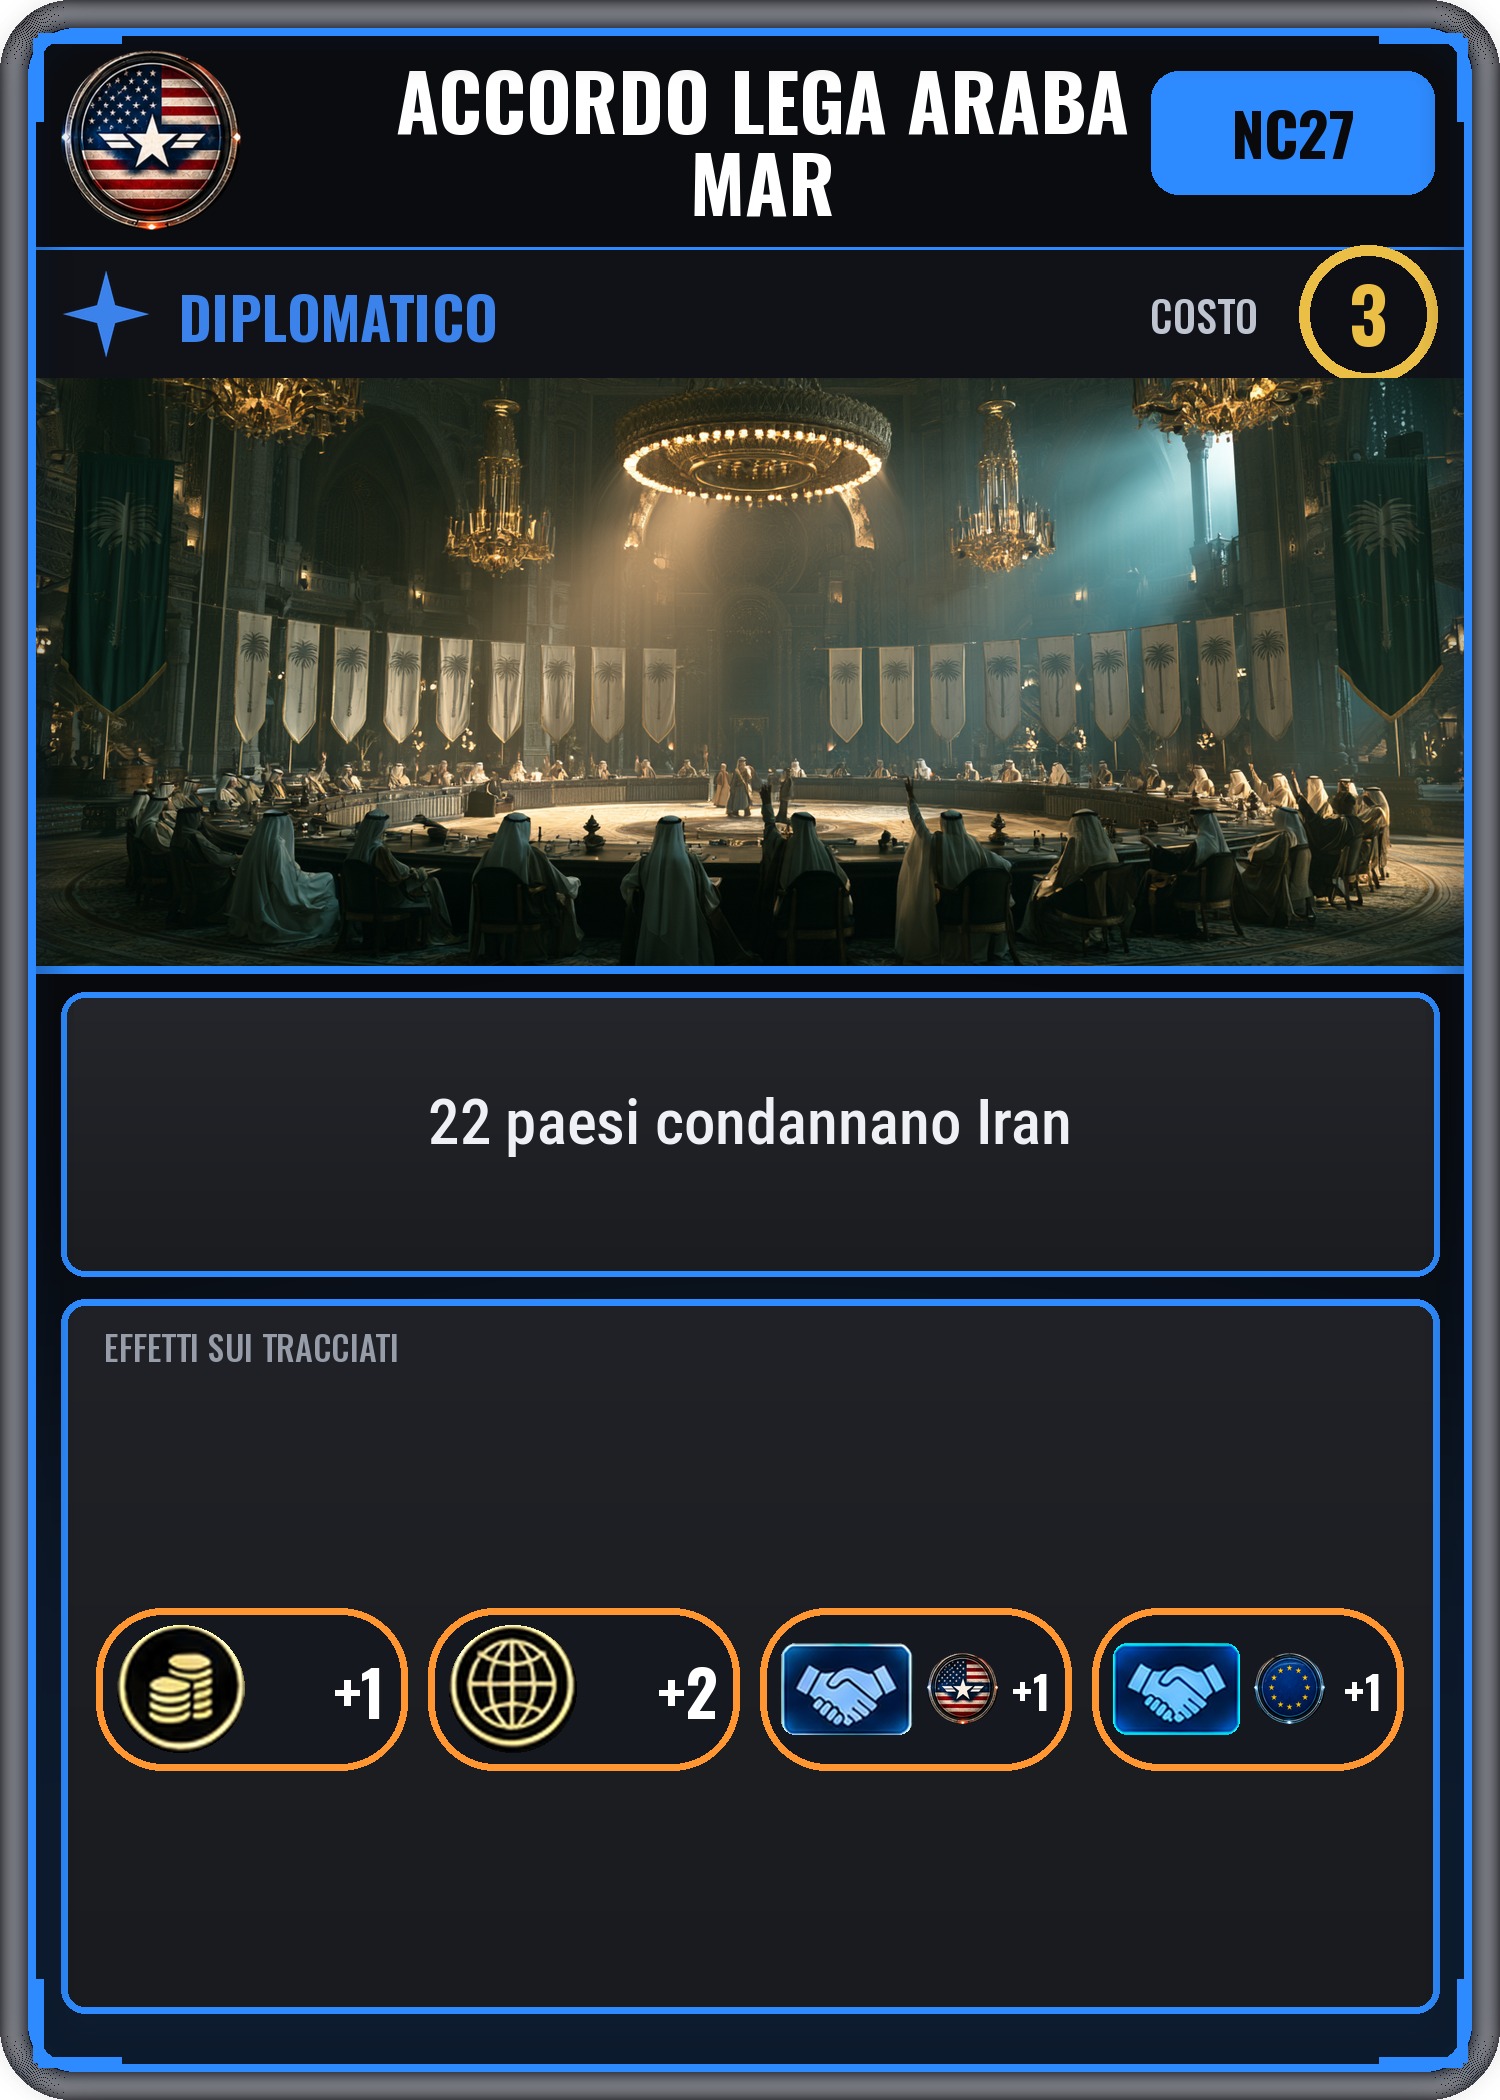 ACCORDO LEGA ARABA
MAR
NC27
DIPLOMATICO
COSTO
3
22 paesi condannano Iran
EFFETTI SUI TRACCIATI
+1
+2
+1
+1